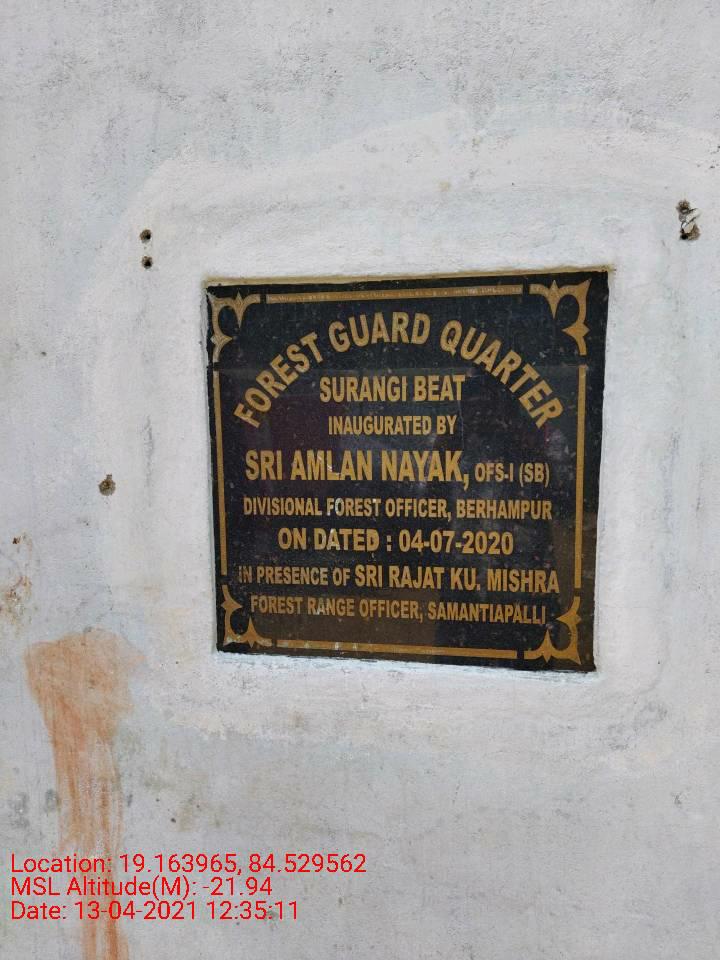 FOREST GUARD QUARTER
SURANGI BEAT
INAUGURATED BY
SRI AMLAN NAYAK, OFS-I (SB)
DIVISIONAL FOREST OFFICER, BERHAMPUR
ON DATED : 04-07-2020
IN PRESENCE OF SRI RAJAT KU. MISHRA
FOREST RANGE OFFICER, SAMANTIAPALLI
Location: 19.163965, 84.529562
MSL Altitude(M): -21.94
Date: 13-04-2021 12:35:11